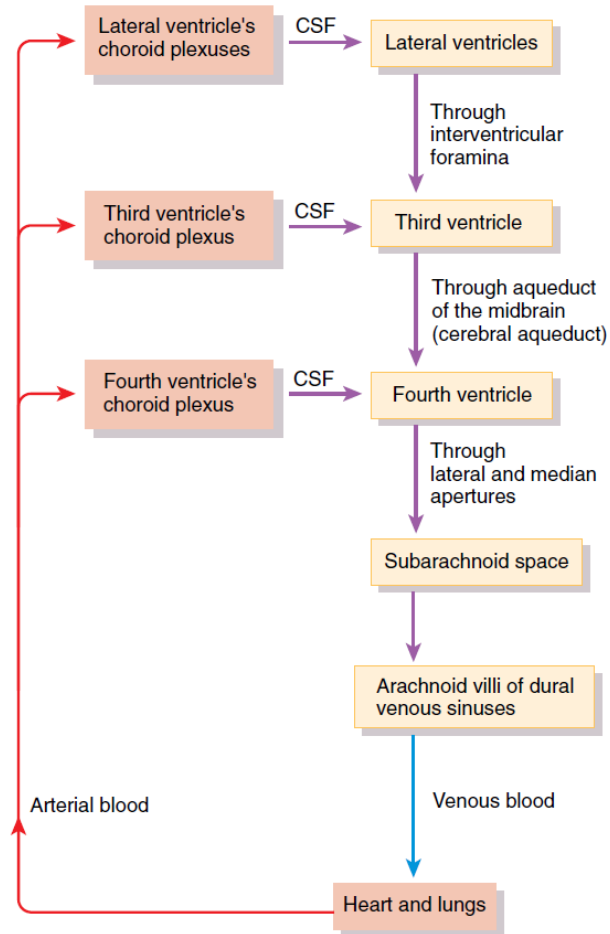 Lateral ventricle's
choroid plexuses
CSF
Lateral ventricles
Through
interventricular
foramina
Third ventricle's
choroid plexus
CSF
Third ventricle
Through aqueduct
of the midbrain
(cerebral aqueduct)
Fourth ventricle's
choroid plexus
CSF
Fourth ventricle
Through
lateral and median
apertures
Subarachnoid space
Arachnoid villi of dural
venous sinuses
Arterial blood
Venous blood
Heart and lungs